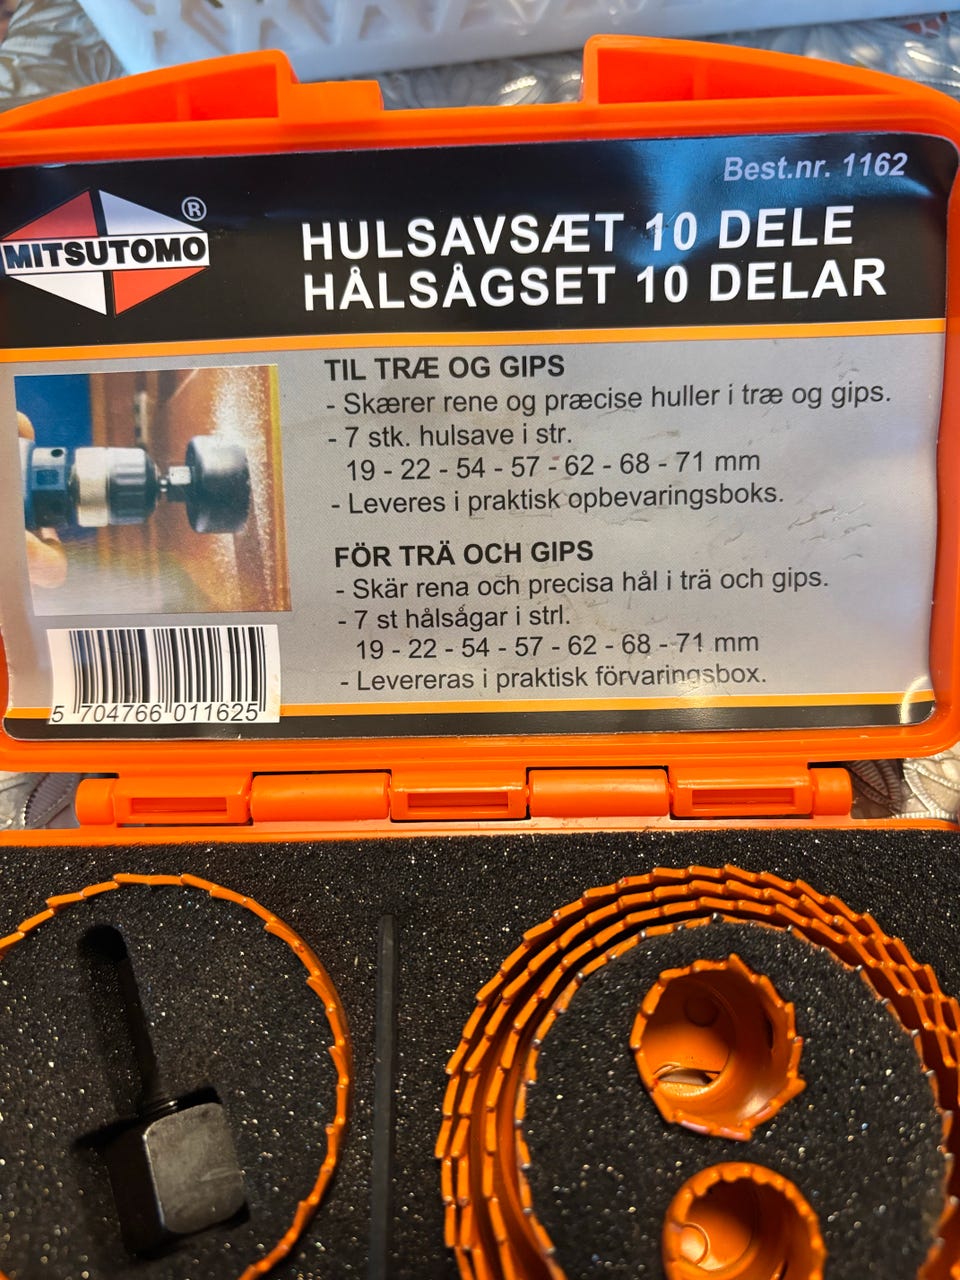 Best.nr. 1162
MITSUTOMO ®
HULSAVSÆT 10 DELE
HÅLSÅGSET 10 DELAR
TIL TRÆ OG GIPS
- Skærer rene og præcise huller i træ og gips.
- 7 stk. hulsave i str.
19 - 22 - 54 - 57 - 62 - 68 - 71 mm
- Leveres i praktisk opbevaringsboks.
FÖR TRÄ OCH GIPS
- Skär rena och precisa hål i trä och gips.
- 7 st hålsågar i strl.
19 - 22 - 54 - 57 - 62 - 68 - 71 mm
- Levereras i praktisk förvaringsbox.
5 704766 011625